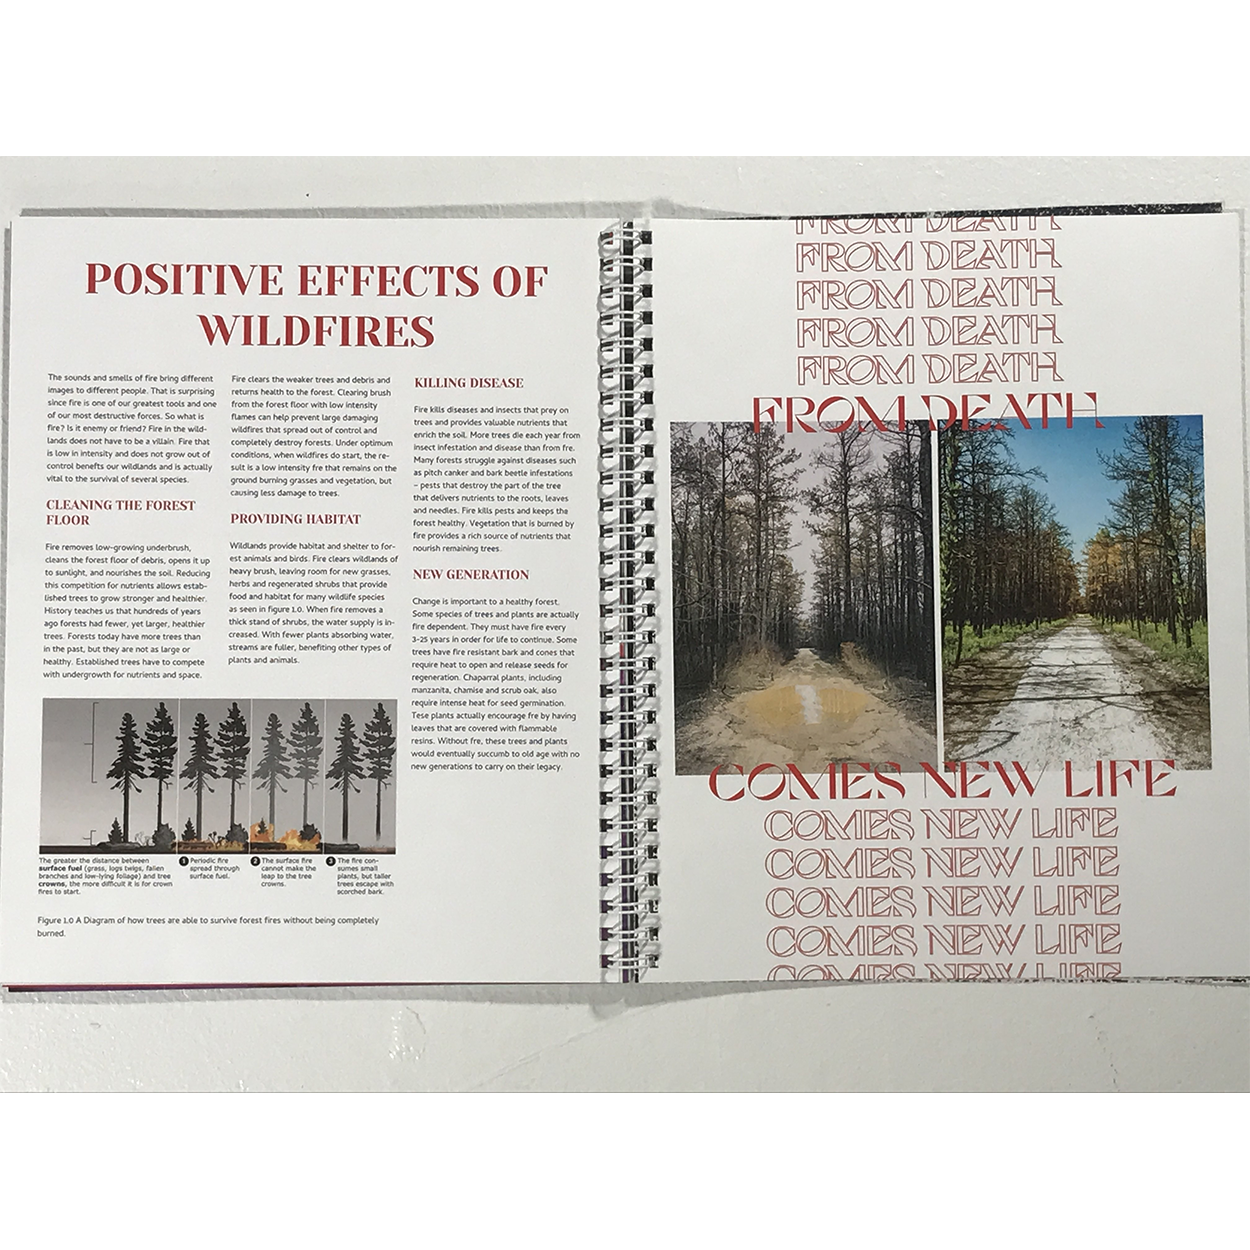 POSITIVE EFFECTS OF
WILDFIRES
The sounds and smells of fire bring different
images to different people. That is surprising
since fire is one of our greatest tools and one
of our most destructive forces. So what is
fire? Is it enemy or friend? Fire in the wild-
lands does not have to be a villain. Fire that
is low in intensity and does not grow out of
control benefts our wildlands and is actually
vital to the survival of several species.
CLEANING THE FOREST
FLOOR
Fire removes low-growing underbrush,
cleans the forest floor of debris, opens it up
to sunlight, and nourishes the soil. Reducing
this competition for nutrients allows estab-
lished trees to grow stronger and healthier.
History teaches us that hundreds of years
ago forests had fewer, yet larger, healthier
trees. Forests today have more trees than
in the past, but they are not as large or
healthy. Established trees have to compete
with undergrowth for nutrients and space.
Fire clears the weaker trees and debris and
returns health to the forest. Clearing brush
from the forest floor with low intensity
flames can help prevent large damaging
wildfires that spread out of control and
completely destroy forests. Under optimum
conditions, when wildfires do start, the re-
sult is a low intensity fre that remains on the
ground burning grasses and vegetation, but
causing less damage to trees.
PROVIDING HABITAT
Wildlands provide habitat and shelter to for-
est animals and birds. Fire clears wildlands of
heavy brush, leaving room for new grasses,
herbs and regenerated shrubs that provide
food and habitat for many wildlife species
as seen in figure 1.0. When fire removes a
thick stand of shrubs, the water supply is in-
creased. With fewer plants absorbing water,
streams are fuller, benefiting other types of
plants and animals.
KILLING DISEASE
Fire kills diseases and insects that prey on
trees and provides valuable nutrients that
enrich the soil. More trees die each year from
insect infestation and disease than from fre.
Many forests struggle against diseases such
as pitch canker and bark beetle infestations
– pests that destroy the part of the tree
that delivers nutrients to the roots, leaves
and needles. Fire kills pests and keeps the
forest healthy. Vegetation that is burned by
fire provides a rich source of nutrients that
nourish remaining trees.
NEW GENERATION
Change is important to a healthy forest.
Some species of trees and plants are actually
fire dependent. They must have fire every
3-25 years in order for life to continue. Some
trees have fire resistant bark and cones that
require heat to open and release seeds for
regeneration. Chaparral plants, including
manzanita, chamise and scrub oak, also
require intense heat for seed germination.
Tese plants actually encourage fre by having
leaves that are covered with flammable
resins. Without fre, these trees and plants
would eventually succumb to old age with no
new generations to carry on their legacy.
The greater the distance between
surface fuel (grass, logs twigs, fallen
branches and low-lying foliage) and tree
crowns, the more difficult it is for crown
fires to start.
1 Periodic fire
spread through
surface fuel.
2 The surface fire
cannot make the
leap to the tree
crowns.
3 The fire con-
sumes small
plants, but taller
trees escape with
scorched bark.
Figure 1.0 A Diagram of how trees are able to survive forest fires without being completely
burned.
FROM DEATH
FROM DEATH
FROM DEATH
FROM DEATH
FROM DEATH
FROM DEATH
COMES NEW LIFE
COMES NEW LIFE
COMES NEW LIFE
COMES NEW LIFE
COMES NEW LIFE
COMES NEW LIFE